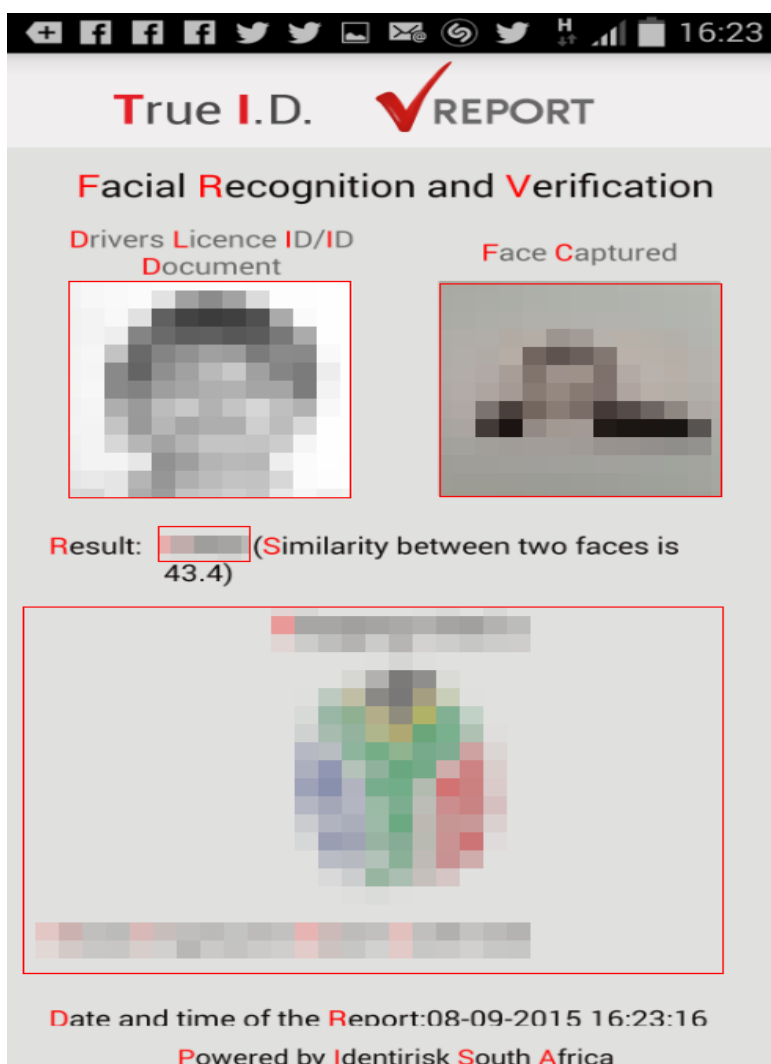 16:23
True I.D. REPORT
Facial Recognition and Verification
Drivers Licence ID/ID
Document
Face Captured
Result: (Similarity between two faces is
43.4)
Date and time of the Report:08-09-2015 16:23:16
Powered by Identirisk South Africa